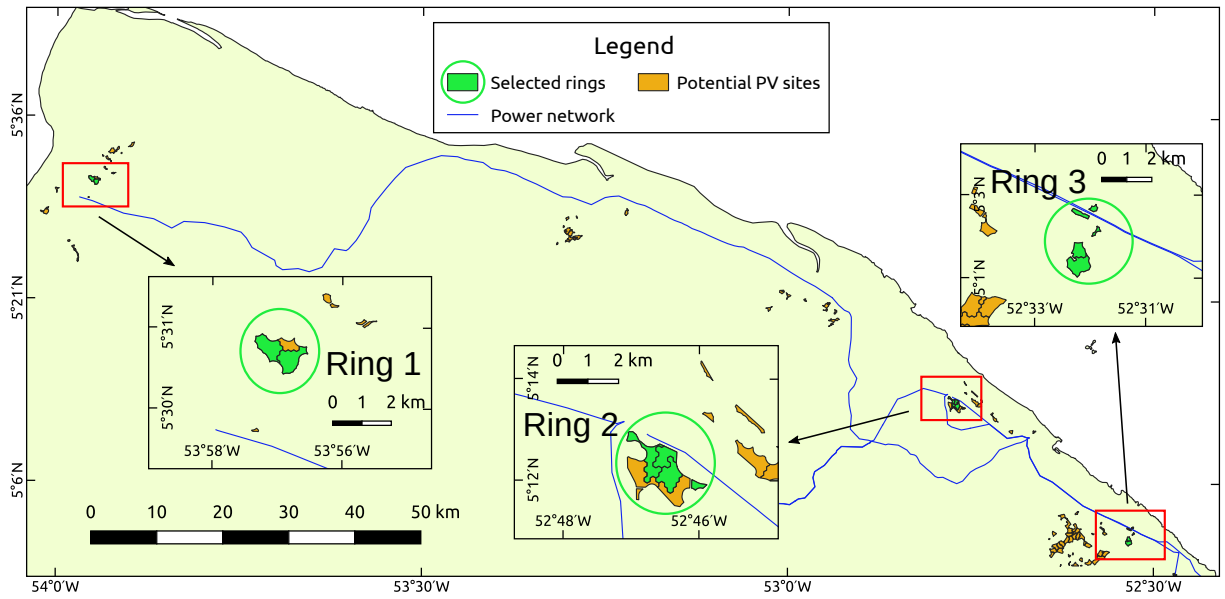 Legend
Selected rings
Potential PV sites
Power network
5°36′N
5°21′N
5°6′N
54°0′W
53°30′W
53°0′W
52°30′W
0 10 20 30 40 50 km
Ring 1
0 1 2 km
5°31′N
5°30′N
53°58′W
53°56′W
Ring 2
0 1 2 km
5°14′N
5°12′N
52°48′W
52°46′W
Ring 3
0 1 2 km
5°3′N
5°1′N
52°33′W
52°31′W